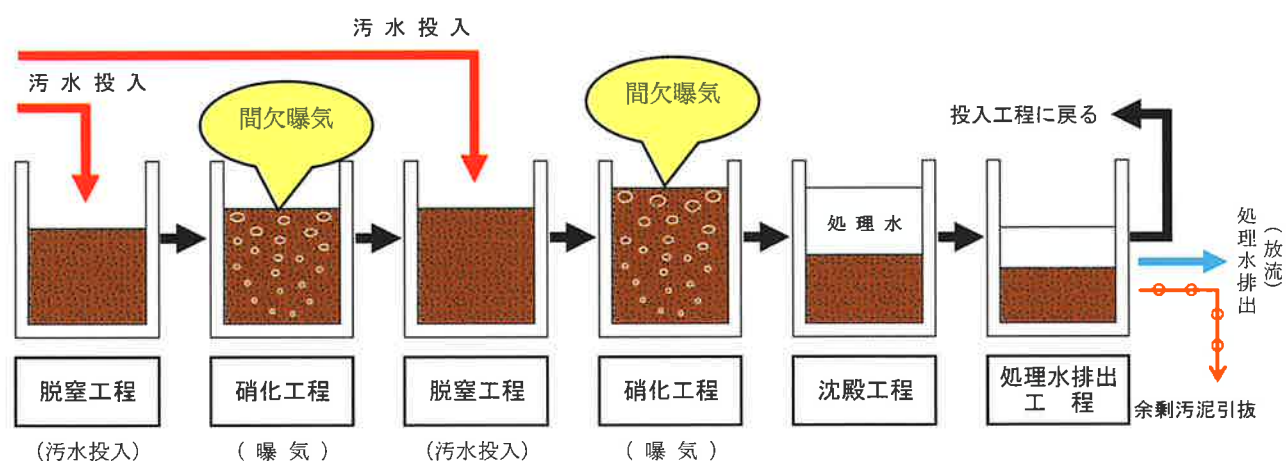 汚水投入
汚水投入
間欠曝気
間欠曝気
投入工程に戻る
処理水
処理水排出
(放流)
脱窒工程
硝化工程
脱窒工程
硝化工程
沈殿工程
処理水排出
工程
余剰汚泥引抜
(汚水投入)
(曝気)
(汚水投入)
(曝気)